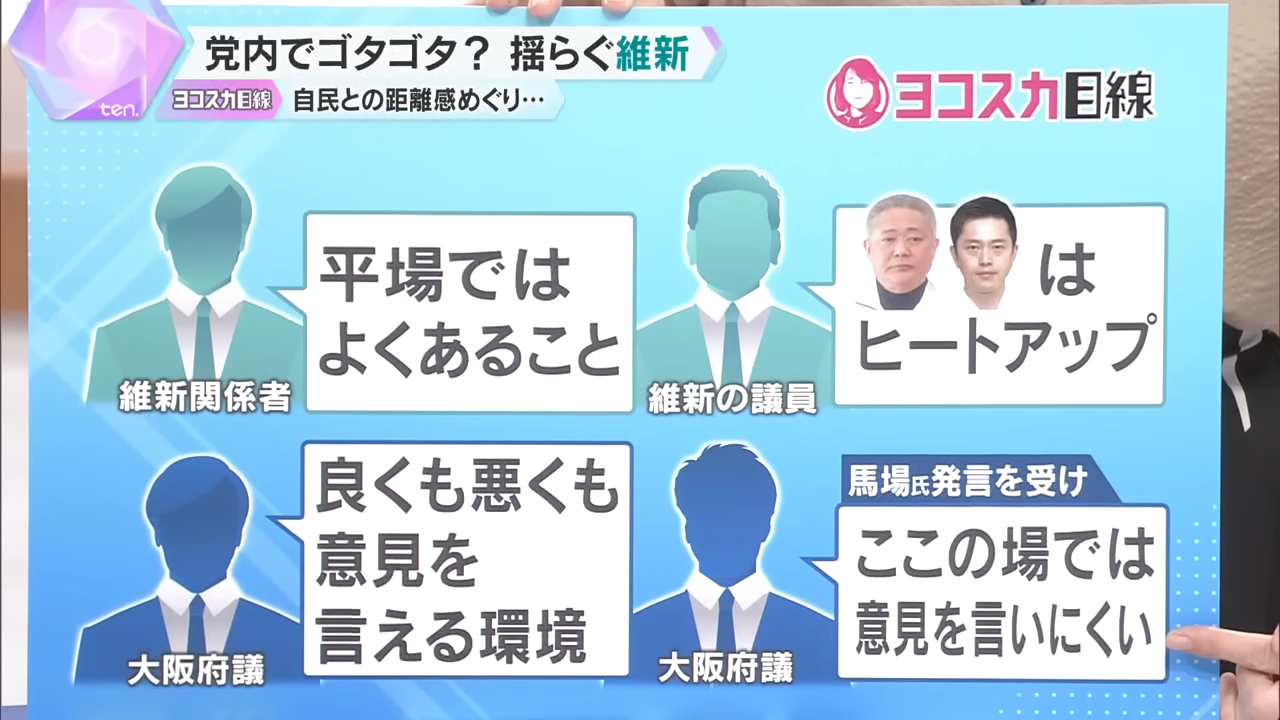 党内でゴタゴタ？ 揺らぐ維新
ten.
ヨコスカ目線 自民との距離感めぐり…
ヨコスカ目線
平場では
よくあること
維新関係者
は
ヒートアップ
維新の議員
良くも悪くも
意見を
言える環境
大阪府議
馬場氏発言を受け
ここの場では
意見を言いにくい
大阪府議